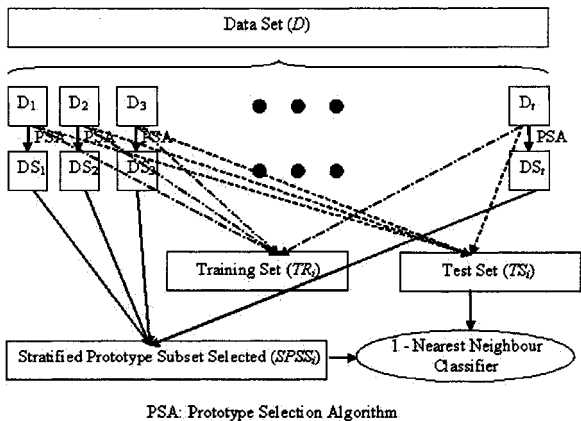 Data Set (D)
D1 D2 D3 Dt
PSA PSA PSA PSA
DS1 DS2 DS3 DSt
Training Set (TRi) Test Set (TSi)
Stratified Prototype Subset Selected (SPSSi)
1 - Nearest Neighbour
Classifier
PSA: Prototype Selection Algorithm